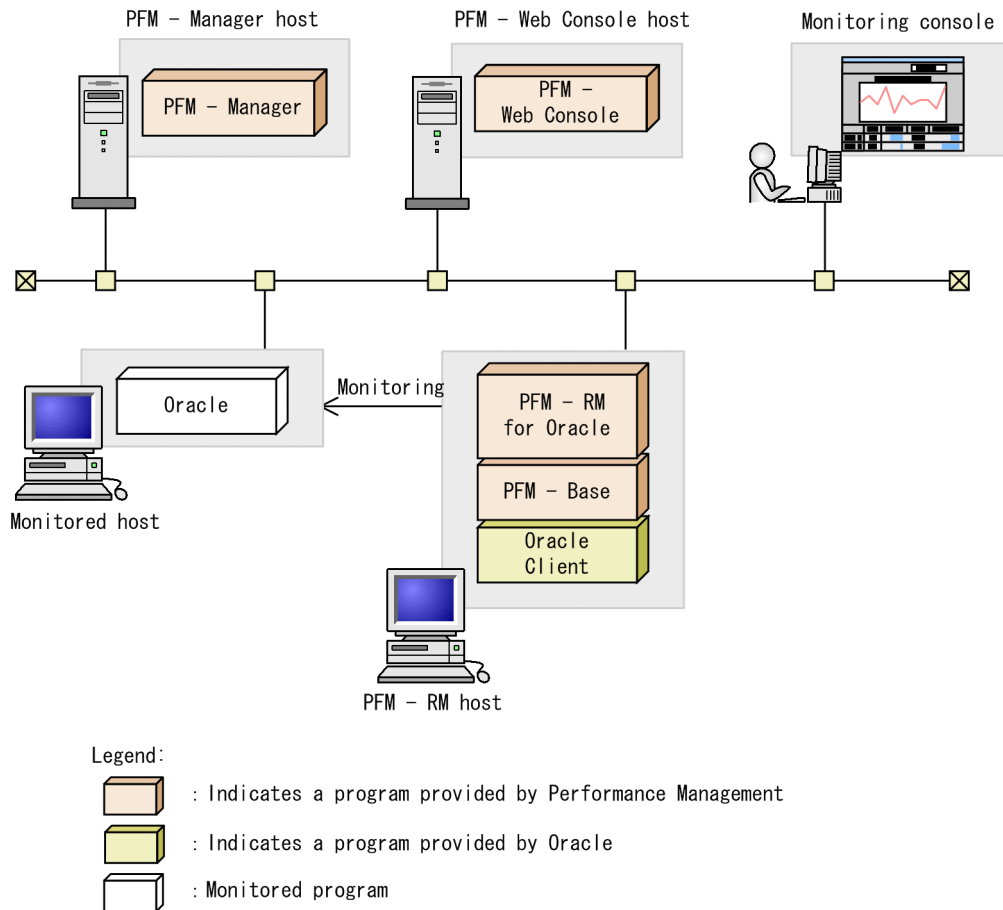 PFM – Manager host
PFM – Web Console host
Monitoring console
PFM – Manager
PFM –
Web Console
Oracle
Monitoring
PFM – RM
for Oracle
PFM – Base
Oracle
Client
Monitored host
PFM – RM host
Legend:
: Indicates a program provided by Performance Management
: Indicates a program provided by Oracle
: Monitored program